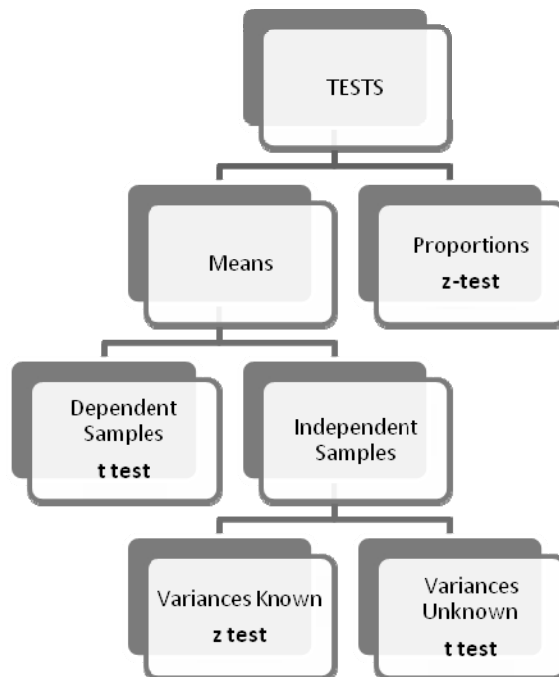 TESTS
Means
Proportions
z-test
Dependent
Samples
t test
Independent
Samples
Variances Known
z test
Variances
Unknown
t test